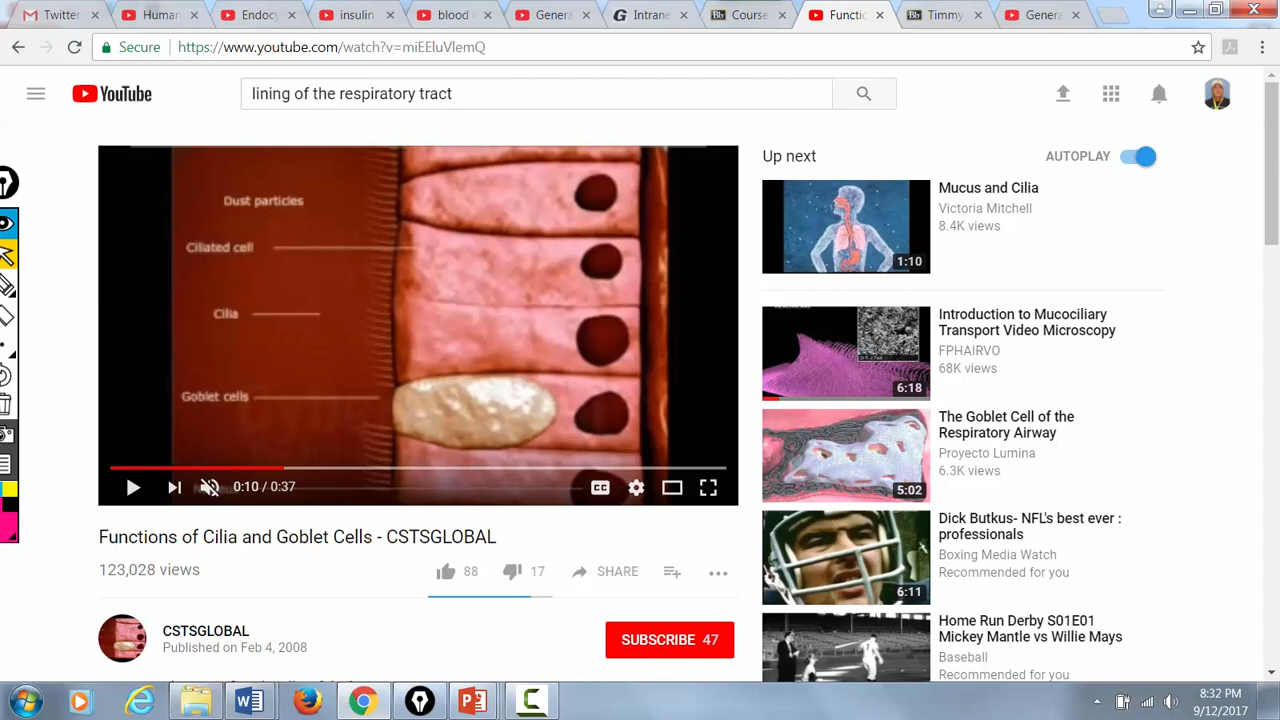 Twitter
Human
Endocy
insulin
blood
Genera
Intrane
Course
Functi
Timmy
Genera
Secure
https://www.youtube.com/watch?v=miEEluVlemQ
YouTube
lining of the respiratory tract
Dust particles
Ciliated cell
Cilia
Goblet cells
0:10 / 0:37
Functions of Cilia and Goblet Cells - CSTSGLOBAL
123,028 views
88
17
SHARE
CSTSGLOBAL
Published on Feb 4, 2008
SUBSCRIBE 47
Up next
AUTOPLAY
Mucus and Cilia
Victoria Mitchell
8.4K views
1:10
Introduction to Mucociliary
Transport Video Microscopy
FPHAIRVO
68K views
6:18
The Goblet Cell of the
Respiratory Airway
Proyecto Lumina
6.3K views
5:02
Dick Butkus- NFL's best ever :
professionals
Boxing Media Watch
Recommended for you
6:11
Home Run Derby S01E01
Mickey Mantle vs Willie Mays
Baseball
Recommended for you
8:32 PM
9/12/2017